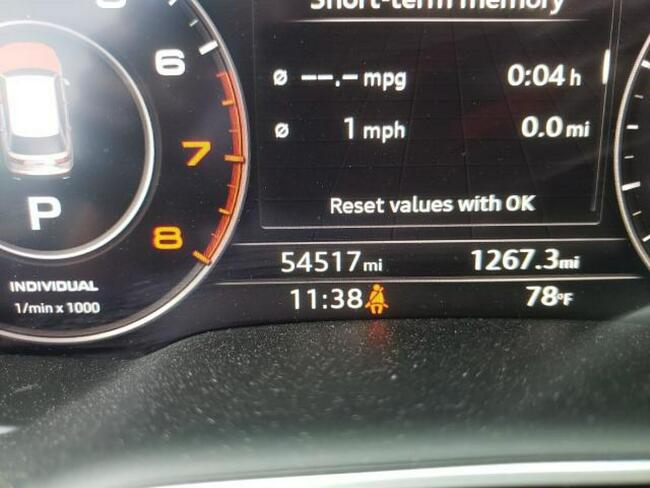 Short-term memory
6
ø --.- mpg 0:04 h
ø 1 mph 0.0 mi
7
P
Reset values with OK
8
54517 mi 1267.3 mi
INDIVIDUAL
1/min x 1000
11:38 78°F